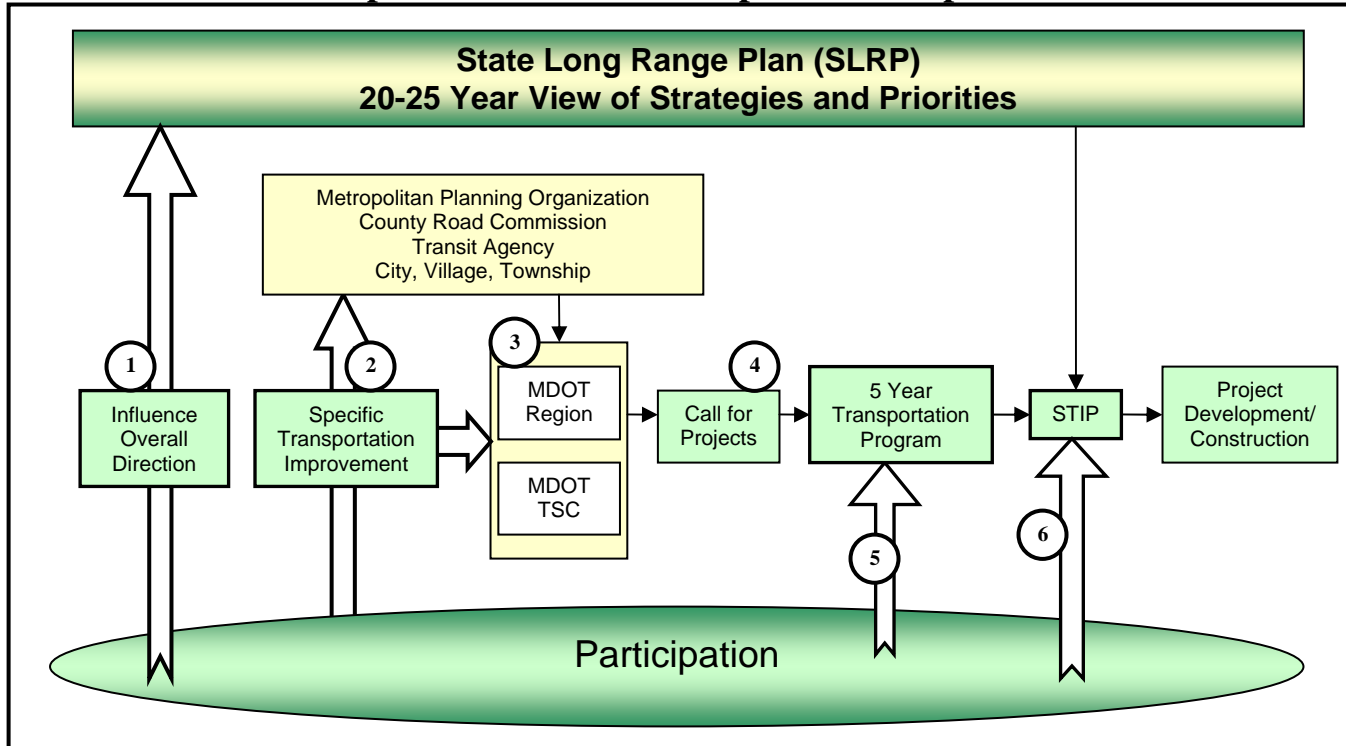 State Long Range Plan (SLRP)
20-25 Year View of Strategies and Priorities
Metropolitan Planning Organization
County Road Commission
Transit Agency
City, Village, Township
1
Influence
Overall
Direction
2
Specific
Transportation
Improvement
3
MDOT
Region
MDOT
TSC
4
Call for
Projects
5 Year
Transportation
Program
STIP
Project
Development/
Construction
5
6
Participation